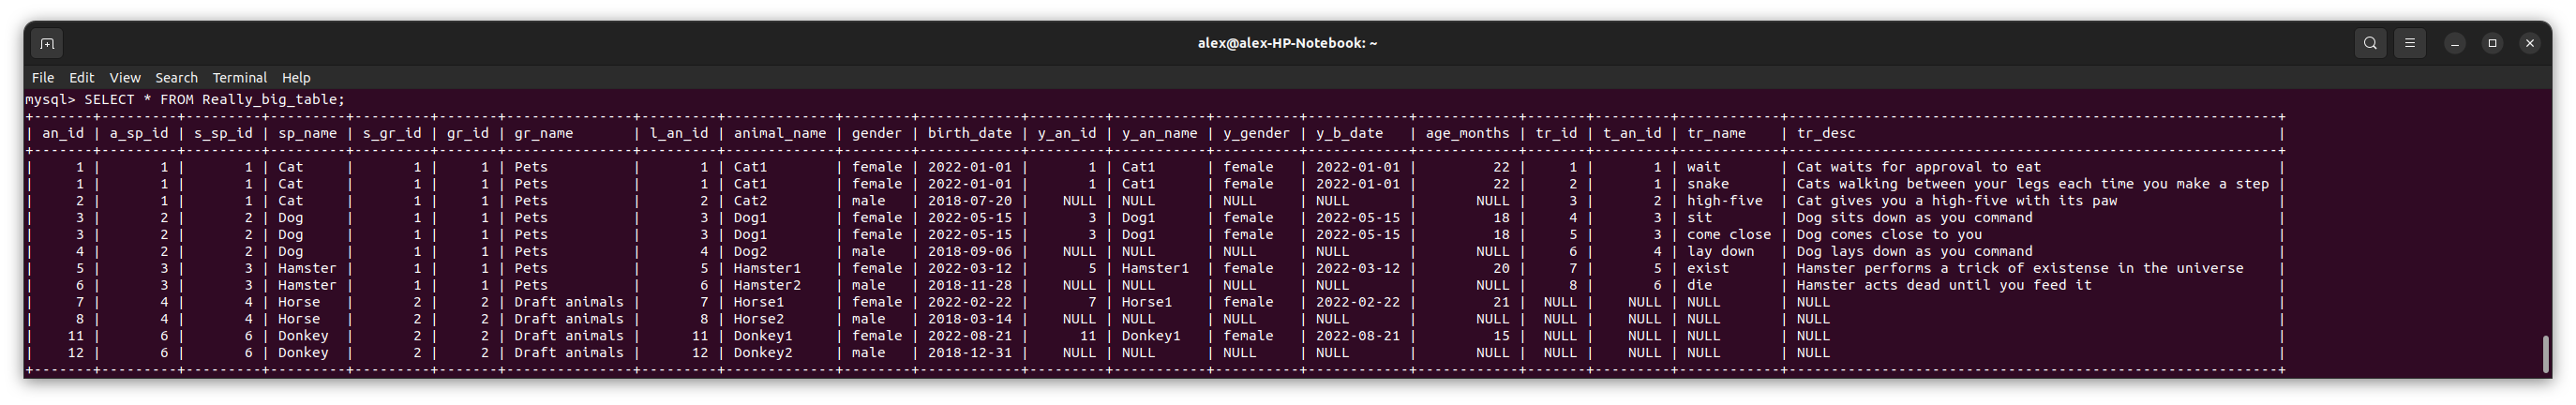 alex@alex-HP-Notebook: ~
File Edit View Search Terminal Help
mysql> SELECT * FROM Really_big_table;
+-------+---------+---------+---------+---------+-------+---------------+---------+-------------+--------+------------+---------+-----------+----------+------------+------------+-------+---------+------------+----------------------------------------------------------+
| an_id | a_sp_id | s_sp_id | sp_name | s_gr_id | gr_id | gr_name       | l_an_id | animal_name | gender | birth_date | y_an_id | y_an_name | y_gender | y_b_date   | age_months | tr_id | t_an_id | tr_name    | tr_desc                                                  |
+-------+---------+---------+---------+---------+-------+---------------+---------+-------------+--------+------------+---------+-----------+----------+------------+------------+-------+---------+------------+----------------------------------------------------------+
|     1 |       1 |       1 | Cat     |       1 |     1 | Pets          |       1 | Cat1        | female | 2022-01-01 |       1 | Cat1      | female   | 2022-01-01 |         22 |     1 |       1 | wait       | Cat waits for approval to eat                            |
|     1 |       1 |       1 | Cat     |       1 |     1 | Pets          |       1 | Cat1        | female | 2022-01-01 |       1 | Cat1      | female   | 2022-01-01 |         22 |     2 |       1 | snake      | Cats walking between your legs each time you make a step |
|     2 |       1 |       1 | Cat     |       1 |     1 | Pets          |       2 | Cat2        | male   | 2018-07-20 |    NULL | NULL      | NULL     | NULL       |       NULL |     3 |       2 | high-five  | Cat gives you a high-five with its paw                   |
|     3 |       2 |       2 | Dog     |       1 |     1 | Pets          |       3 | Dog1        | female | 2022-05-15 |       3 | Dog1      | female   | 2022-05-15 |         18 |     4 |       3 | sit        | Dog sits down as you command                             |
|     3 |       2 |       2 | Dog     |       1 |     1 | Pets          |       3 | Dog1        | female | 2022-05-15 |       3 | Dog1      | female   | 2022-05-15 |         18 |     5 |       3 | come close | Dog comes close to you                                   |
|     4 |       2 |       2 | Dog     |       1 |     1 | Pets          |       4 | Dog2        | male   | 2018-09-06 |    NULL | NULL      | NULL     | NULL       |       NULL |     6 |       4 | lay down   | Dog lays down as you command                             |
|     5 |       3 |       3 | Hamster |       1 |     1 | Pets          |       5 | Hamster1    | female | 2022-03-12 |       5 | Hamster1  | female   | 2022-03-12 |         20 |     7 |       5 | exist      | Hamster performs a trick of existense in the universe    |
|     6 |       3 |       3 | Hamster |       1 |     1 | Pets          |       6 | Hamster2    | male   | 2018-11-28 |    NULL | NULL      | NULL     | NULL       |       NULL |     8 |       6 | die        | Hamster acts dead until you feed it                      |
|     7 |       4 |       4 | Horse   |       2 |     2 | Draft animals |       7 | Horse1      | female | 2022-02-22 |       7 | Horse1    | female   | 2022-02-22 |         21 |  NULL |    NULL | NULL       | NULL                                                     |
|     8 |       4 |       4 | Horse   |       2 |     2 | Draft animals |       8 | Horse2      | male   | 2018-03-14 |    NULL | NULL      | NULL     | NULL       |       NULL |  NULL |    NULL | NULL       | NULL                                                     |
|    11 |       6 |       6 | Donkey  |       2 |     2 | Draft animals |      11 | Donkey1     | female | 2022-08-21 |      11 | Donkey1   | female   | 2022-08-21 |         15 |  NULL |    NULL | NULL       | NULL                                                     |
|    12 |       6 |       6 | Donkey  |       2 |     2 | Draft animals |      12 | Donkey2     | male   | 2018-12-31 |    NULL | NULL      | NULL     | NULL       |       NULL |  NULL |    NULL | NULL       | NULL                                                     |
+-------+---------+---------+---------+---------+-------+---------------+---------+-------------+--------+------------+---------+-----------+----------+------------+------------+-------+---------+------------+----------------------------------------------------------+